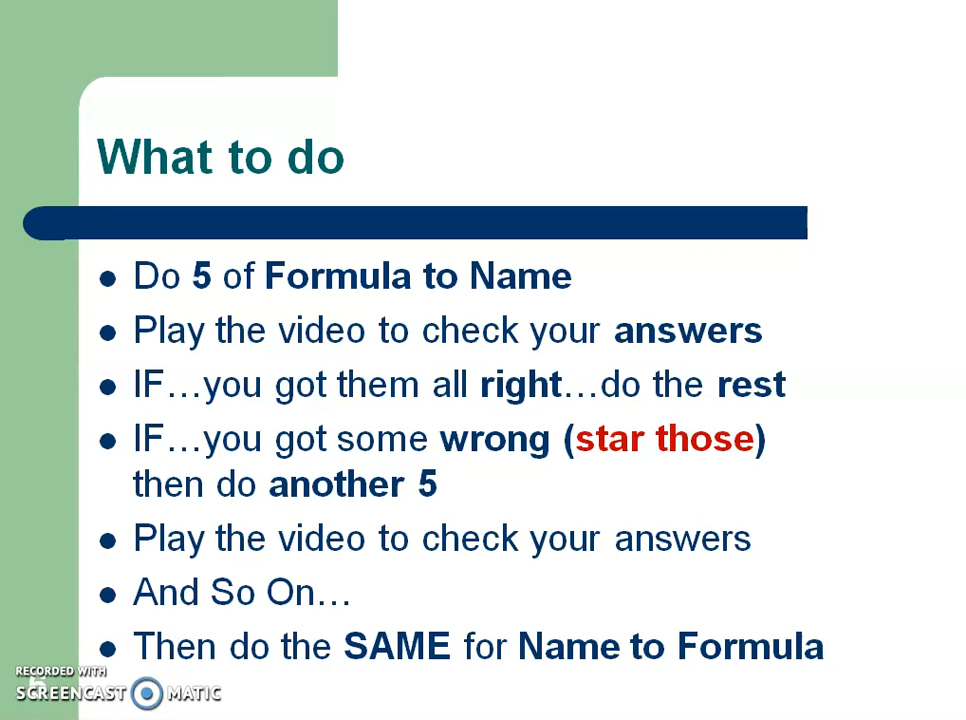 What to do
Do 5 of Formula to Name
Play the video to check your answers
IF…you got them all right…do the rest
IF…you got some wrong (star those)
then do another 5
Play the video to check your answers
And So On…
Then do the SAME for Name to Formula
RECORDED WITH
SCREENCAST MATIC